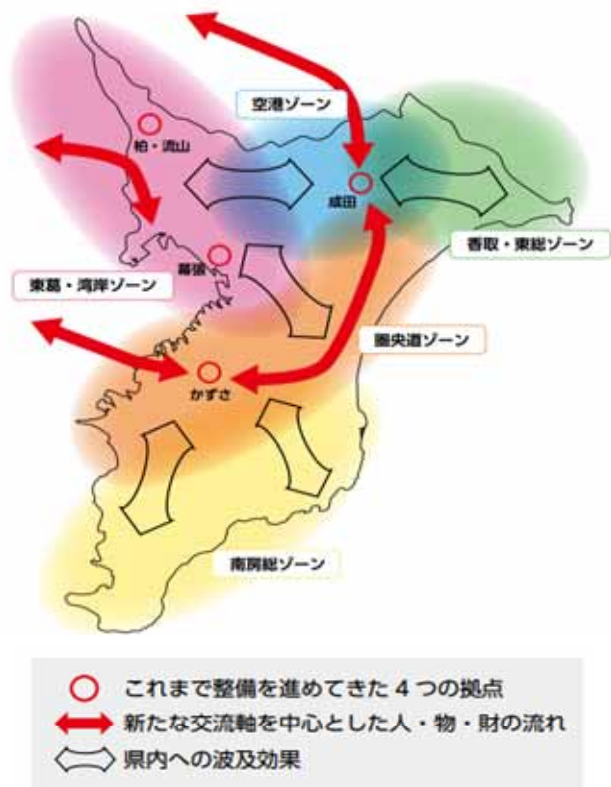 空港ゾーン
柏・流山
成田
香取・東総ゾーン
幕張
東葛・湾岸ゾーン
圏央道ゾーン
かずさ
南房総ゾーン
これまで整備を進めてきた 4 つの拠点
新たな交流軸を中心とした人・物・財の流れ
県内への波及効果